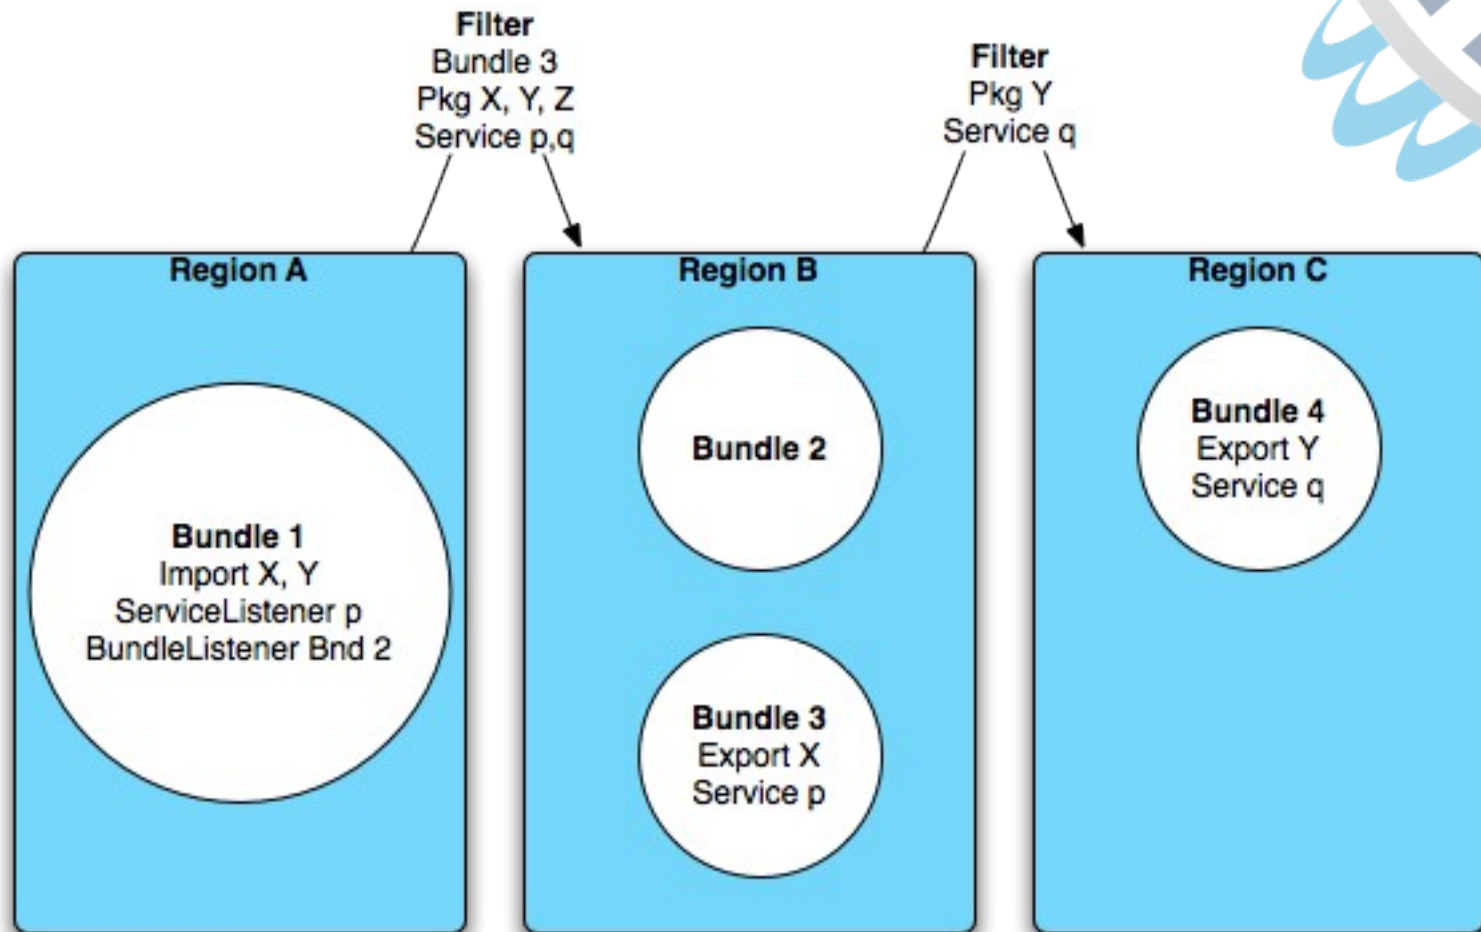 Filter
Bundle 3
Pkg X, Y, Z
Service p,q
Filter
Pkg Y
Service q
Region A
Bundle 1
Import X, Y
ServiceListener p
BundleListener Bnd 2
Region B
Bundle 2
Bundle 3
Export X
Service p
Region C
Bundle 4
Export Y
Service q